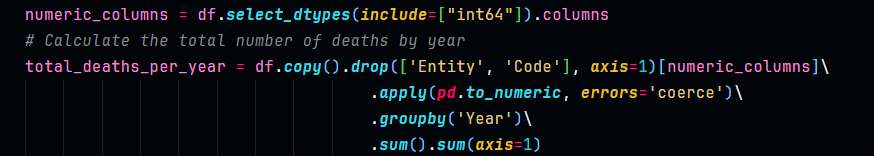 numeric_columns = df.select_dtypes(include=["int64"]).columns
# Calculate the total number of deaths by year
total_deaths_per_year = df.copy().drop(['Entity', 'Code'], axis=1)[numeric_columns]\
.apply(pd.to_numeric, errors='coerce')\
.groupby('Year')\
.sum().sum(axis=1)